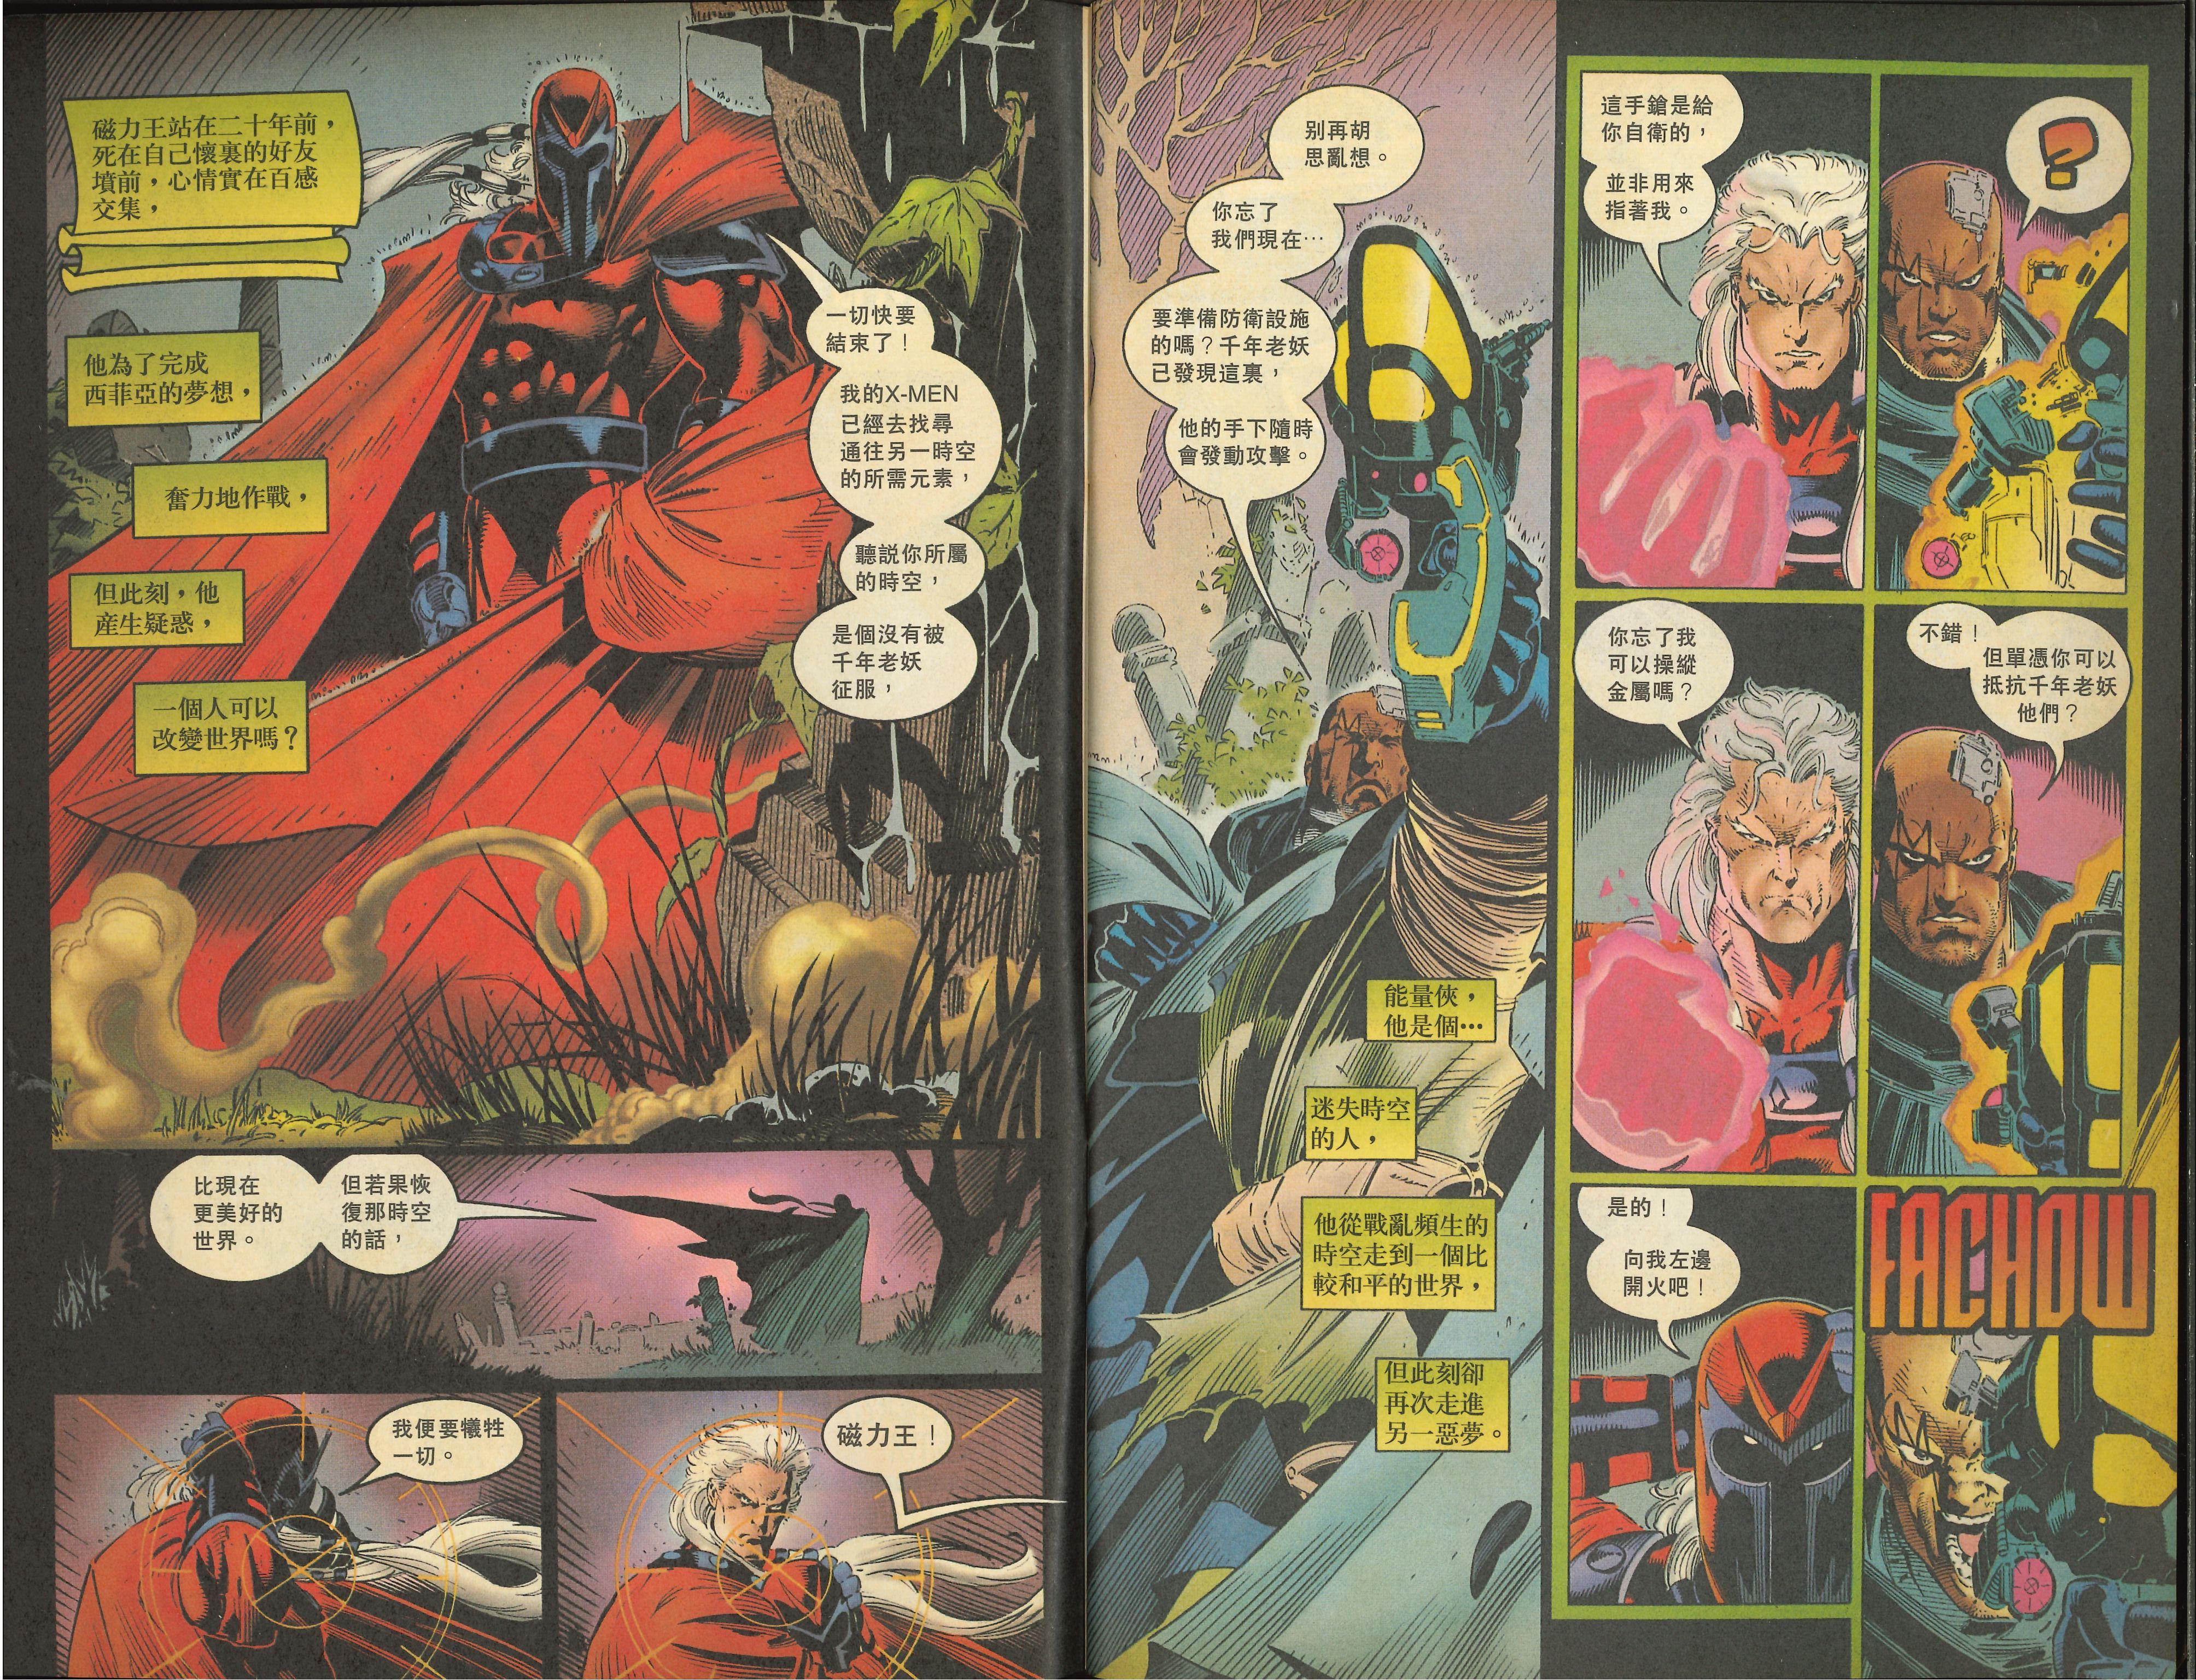 磁力王站在二十年前，
死在自己懷裏的好友
墳前，心情實在百感
交集，
他為了完成
西菲亞的夢想，
奮力地作戰，
但此刻，他
産生疑惑，
一個人可以
改變世界嗎？
一切快要
結束了！
我的X-MEN
已經去找尋
通往另一時空
的所需元素，
聽説你所屬
的時空，
是個沒有被
千年老妖
征服，
比現在
更美好的
世界。
但若果恢
復那時空
的話，
我便要犧牲
一切。
磁力王！
别再胡
思亂想。
你忘了
我們現在…
要準備防衛設施
的嗎？千年老妖
已發現這裏，
他的手下隨時
會發動攻擊。
能量俠，
他是個…
迷失時空
的人，
他從戰亂頻生的
時空走到一個比
較和平的世界，
但此刻卻
再次走進
另一惡夢。
這手鎗是給
你自衛的，
並非用來
指著我。
?
你忘了我
可以操縱
金屬嗎？
不錯！
但單憑你可以
抵抗千年老妖
他們？
是的！
向我左邊
開火吧！
FACHOW